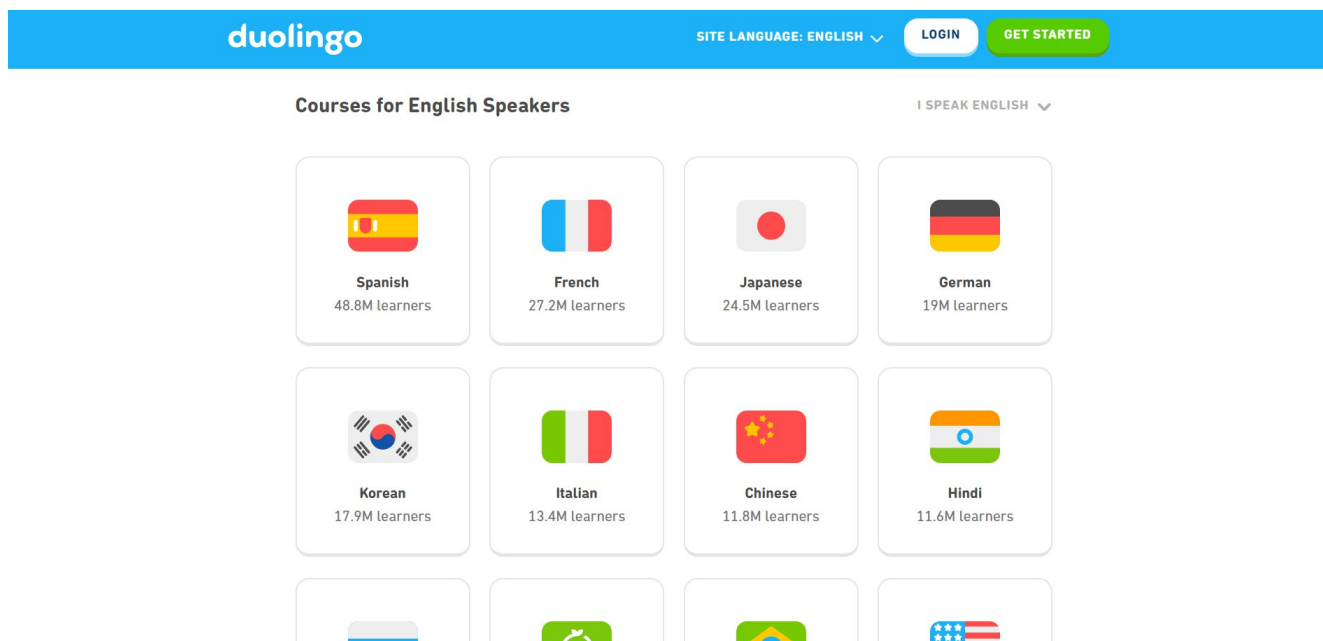 duolingo
SITE LANGUAGE: ENGLISH
LOGIN
GET STARTED
Courses for English Speakers
I SPEAK ENGLISH
Spanish
48.8M learners
French
27.2M learners
Japanese
24.5M learners
German
19M learners
Korean
17.9M learners
Italian
13.4M learners
Chinese
11.8M learners
Hindi
11.6M learners